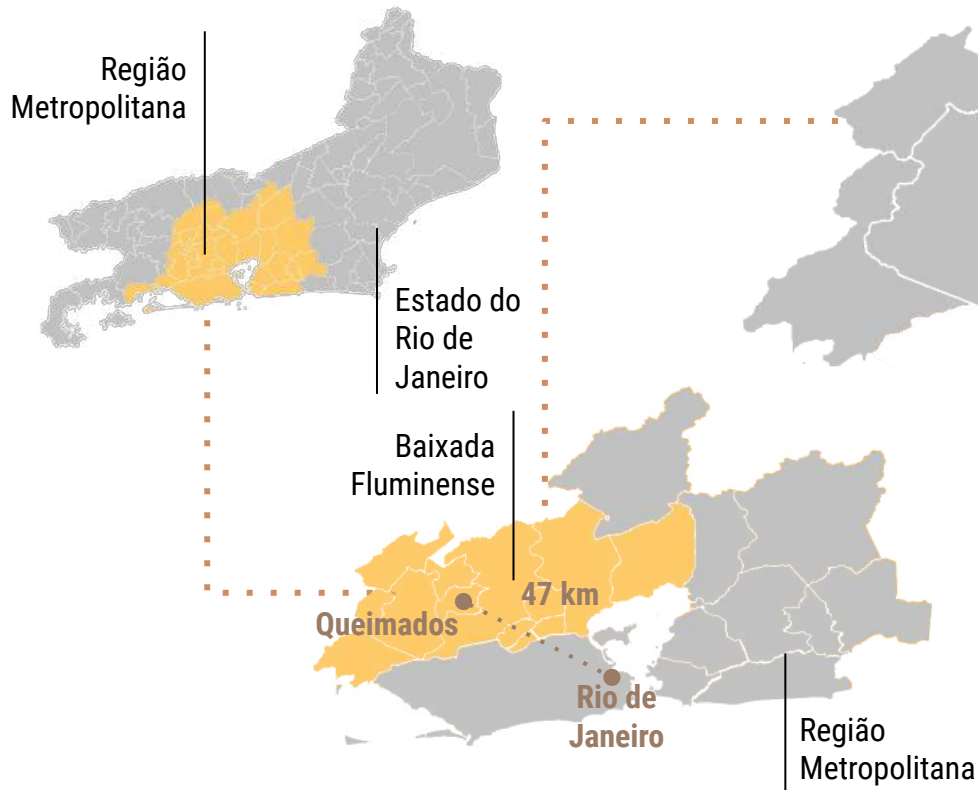 Região
Metropolitana
Estado do
Rio de
Janeiro
Baixada
Fluminense
47 km
Queimados
Rio de
Janeiro
Região
Metropolitana